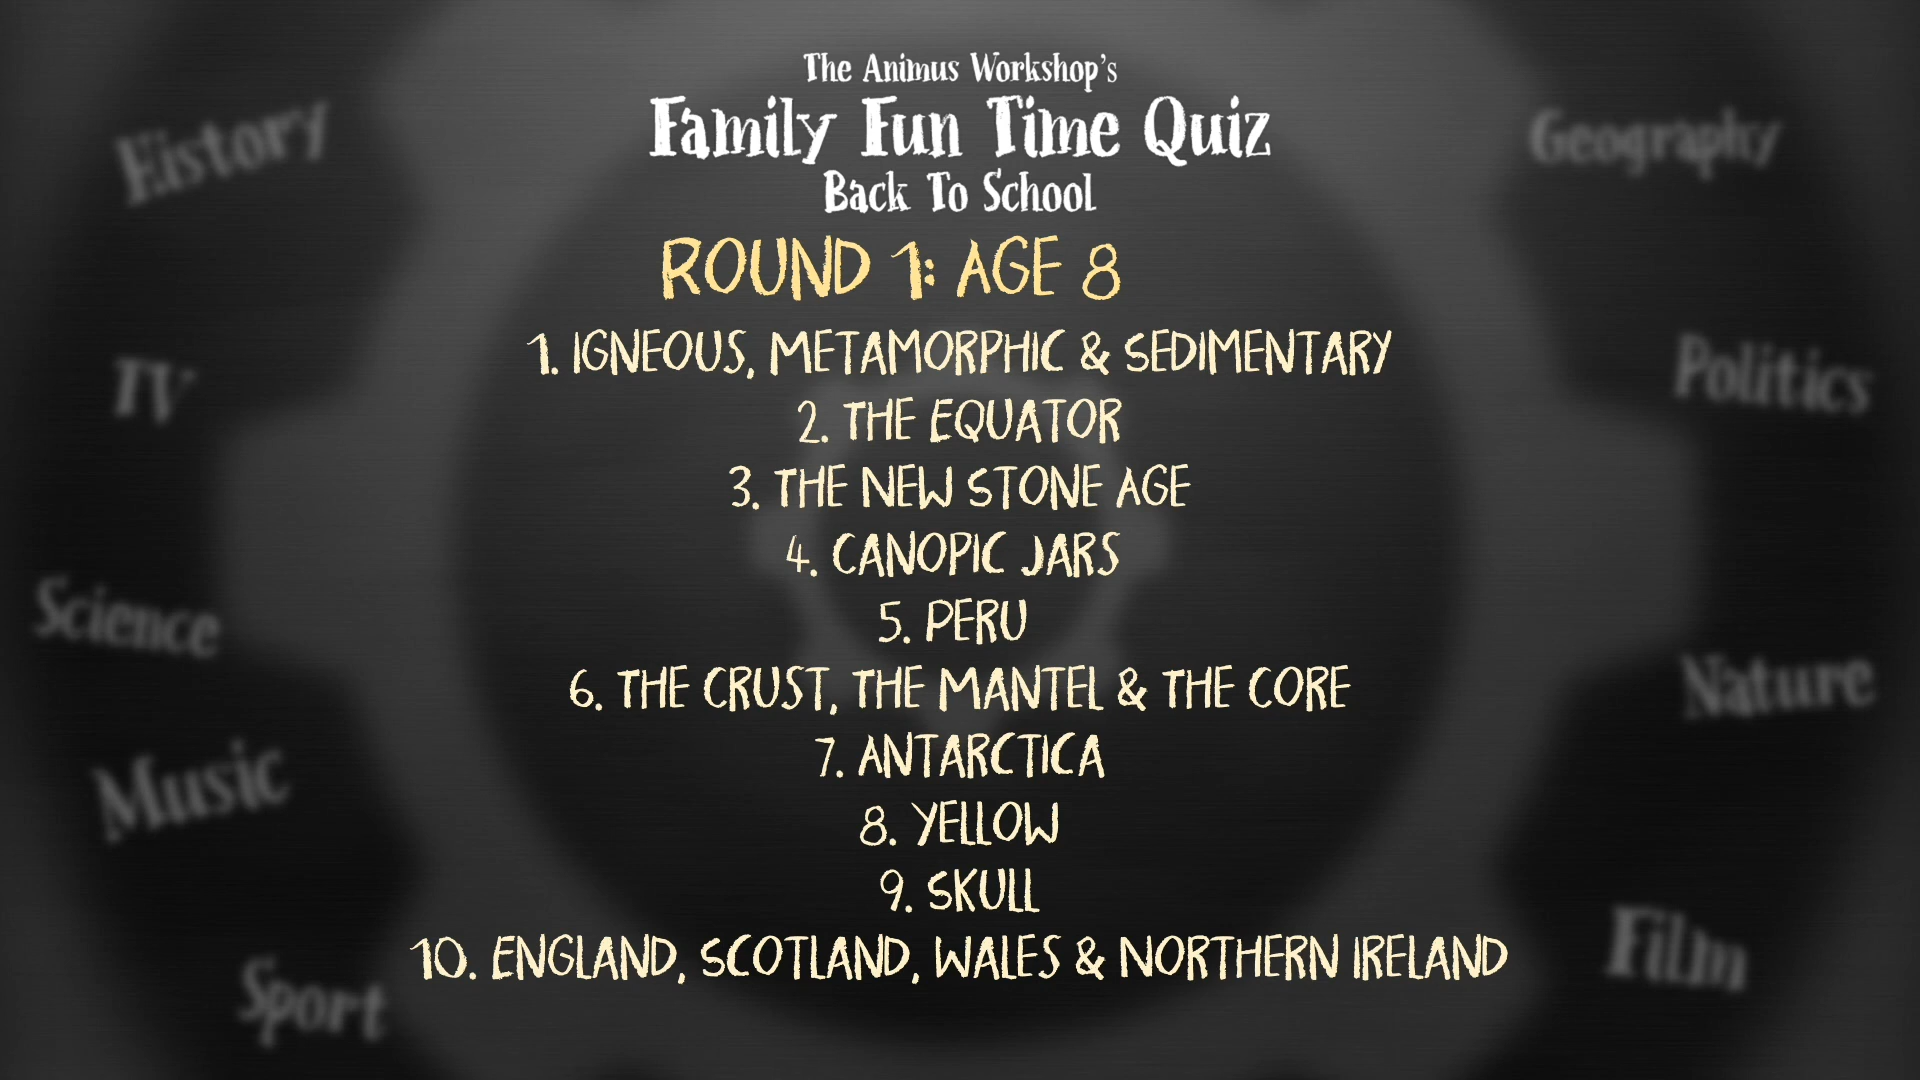 The Animus Workshop's
Family Fun Time Quiz
Back To School
ROUND 1: AGE 8
1. IGNEOUS, METAMORPHIC & SEDIMENTARY
2. THE EQUATOR
3. THE NEW STONE AGE
4. CANOPIC JARS
5. PERU
6. THE CRUST, THE MANTEL & THE CORE
7. ANTARCTICA
8. YELLOW
9. SKULL
10. ENGLAND, SCOTLAND, WALES & NORTHERN IRELAND
History
TV
Science
Music
Sport
Geography
Politics
Nature
Film